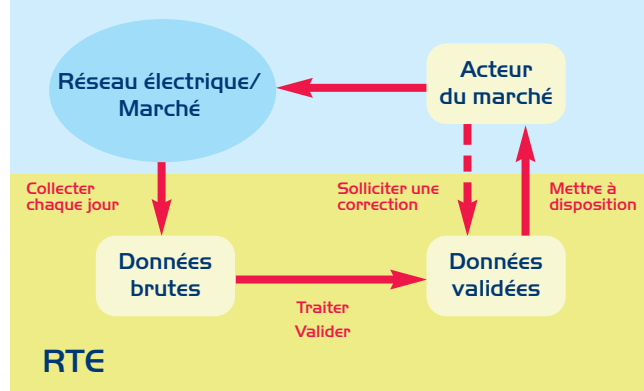 Réseau électrique/
Marché
Acteur
du marché
Collecter
chaque jour
Solliciter une
correction
Mettre à
disposition
Données
brutes
Traiter
Valider
Données
validées
RTE